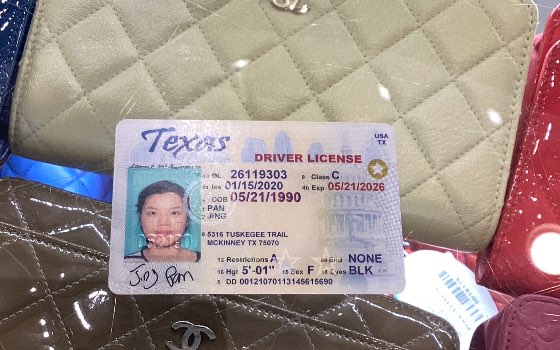 Texas
USA
TX
DRIVER LICENSE
DL 26119303 9 Class C
4a Iss 01/15/2020 4b Exp 05/21/2026
DOB 05/21/1990
1 PAN
2 JING
8 5316 TUSKEGEE TRAIL
MCKINNEY TX 75070
12 Restrictions A 9a End NONE
16 Hgt 5'-01" 15 Sex F 18 Eyes BLK
5 DD 00121070113145615690
Jing Pan